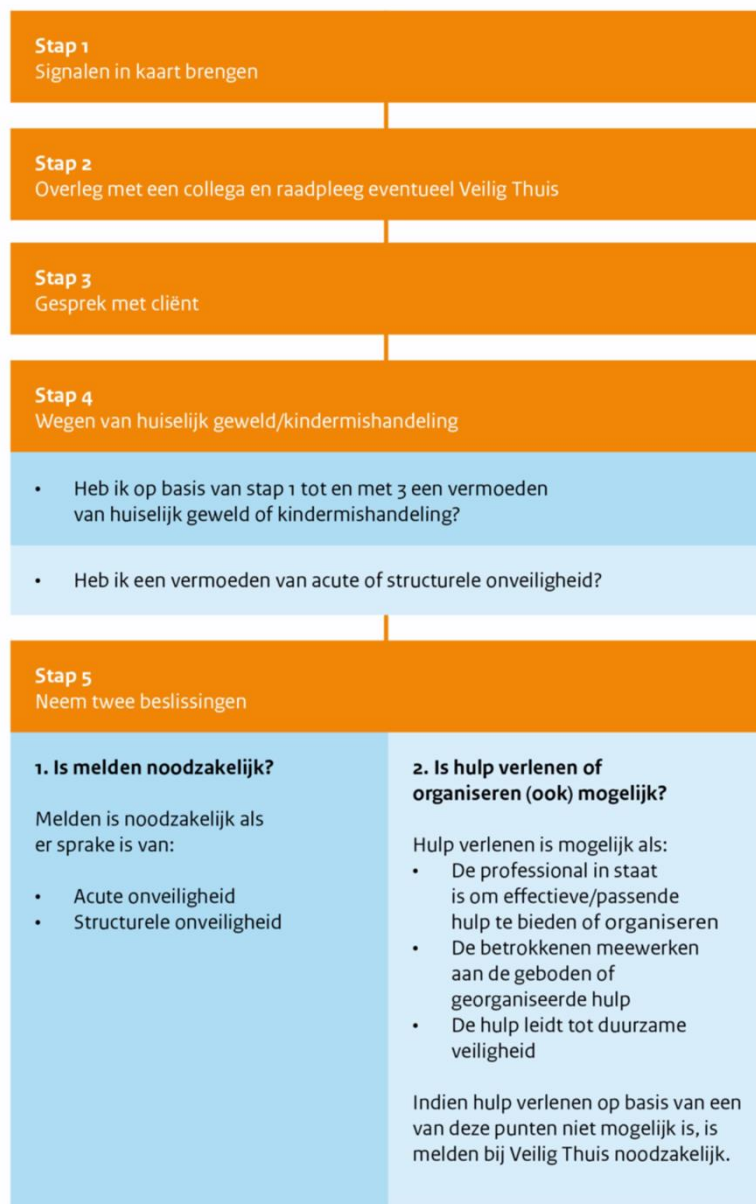 Stap 1
Signalen in kaart brengen
Stap 2
Overleg met een collega en raadpleeg eventueel Veilig Thuis
Stap 3
Gesprek met cliënt
Stap 4
Wegen van huiselijk geweld/kindermishandeling
• Heb ik op basis van stap 1 tot en met 3 een vermoeden
van huiselijk geweld of kindermishandeling?
• Heb ik een vermoeden van acute of structurele onveiligheid?
Stap 5
Neem twee beslissingen
1. Is melden noodzakelijk?
Melden is noodzakelijk als
er sprake is van:
• Acute onveiligheid
• Structurele onveiligheid
2. Is hulp verlenen of
organiseren (ook) mogelijk?
Hulp verlenen is mogelijk als:
• De professional in staat
is om effectieve/passende
hulp te bieden of organiseren
• De betrokkenen meewerken
aan de geboden of
georganiseerde hulp
• De hulp leidt tot duurzame
veiligheid
Indien hulp verlenen op basis van een
van deze punten niet mogelijk is, is
melden bij Veilig Thuis noodzakelijk.